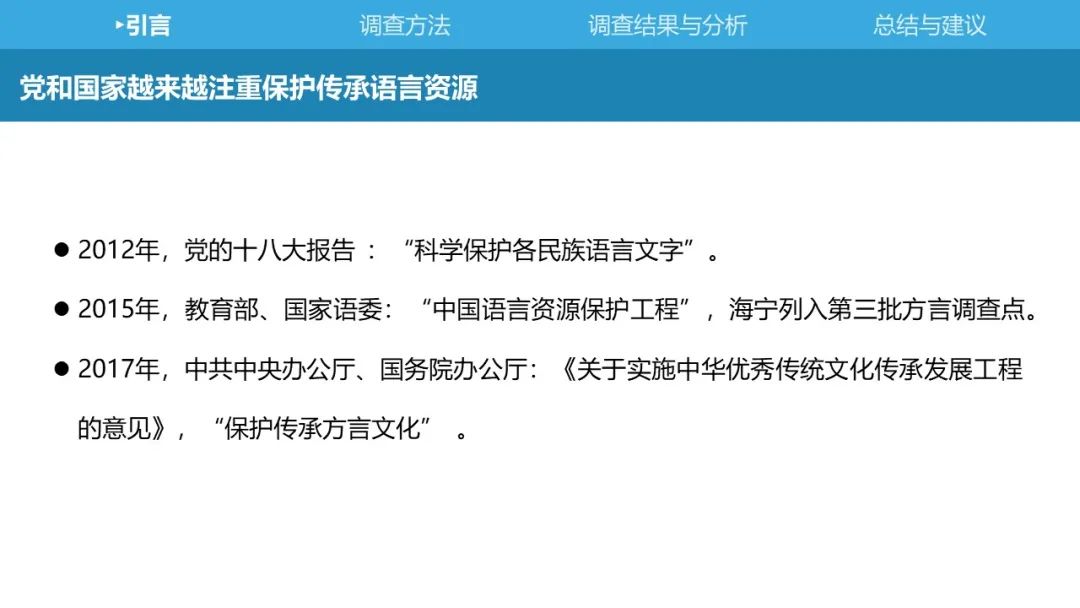 ▸引言 调查方法 调查结果与分析 总结与建议
党和国家越来越注重保护传承语言资源
● 2012年，党的十八大报告 ：“科学保护各民族语言文字”。
● 2015年，教育部、国家语委：“中国语言资源保护工程”，海宁列入第三批方言调查点。
● 2017年，中共中央办公厅、国务院办公厅：《关于实施中华优秀传统文化传承发展工程
的意见》，“保护传承方言文化” 。